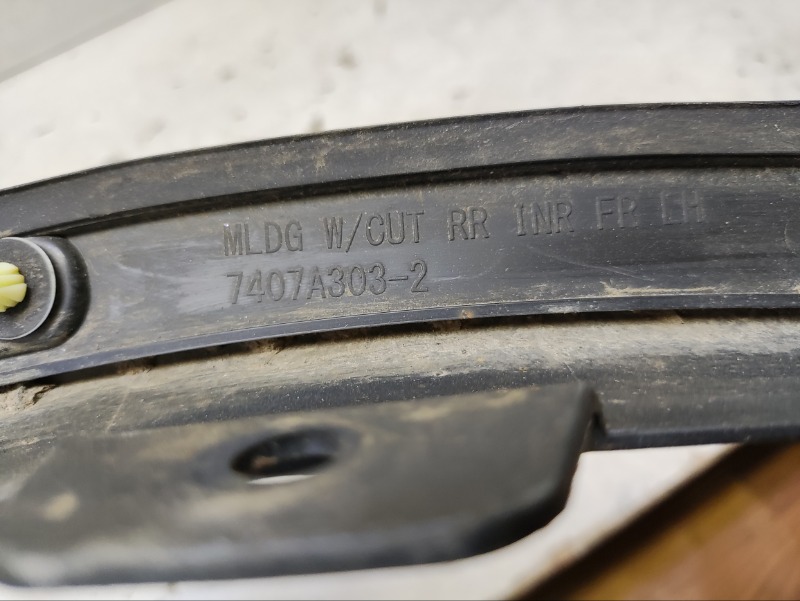 MLDG W/CUT RR INR FR LH
7407A303-2